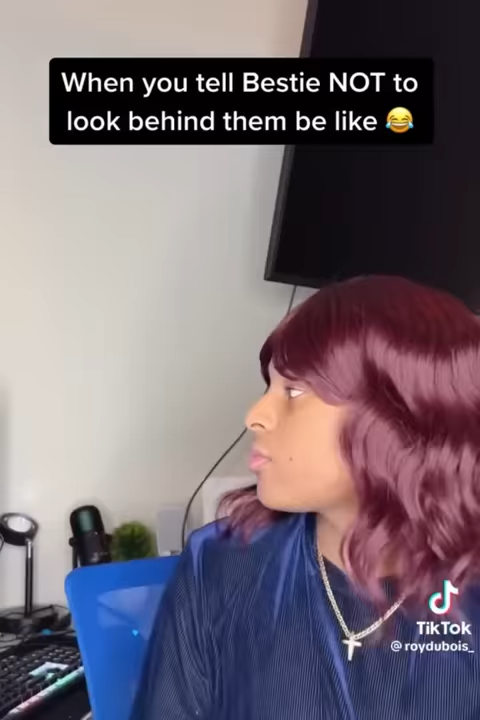 When you tell Bestie NOT to
look behind them be like 😂
TikTok
@roydubois_